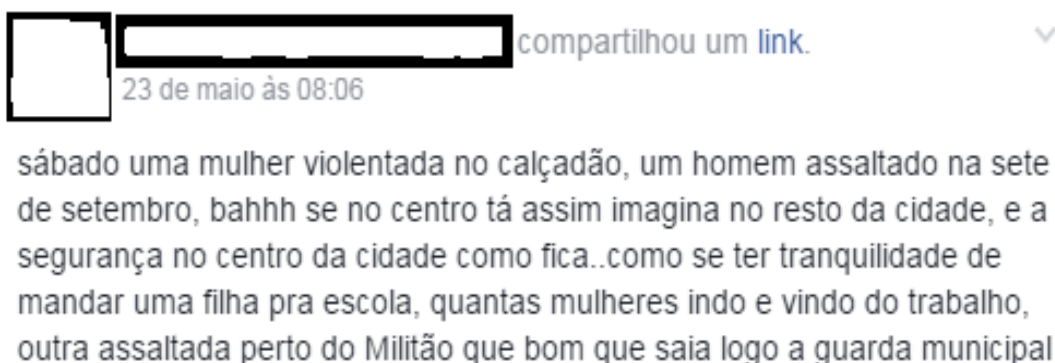 compartilhou um link.
23 de maio às 08:06
sábado uma mulher violentada no calçadão, um homem assaltado na sete
de setembro, bahhh se no centro tá assim imagina no resto da cidade, e a
segurança no centro da cidade como fica..como se ter tranquilidade de
mandar uma filha pra escola, quantas mulheres indo e vindo do trabalho,
outra assaltada perto do Militão que bom que saia logo a guarda municipal